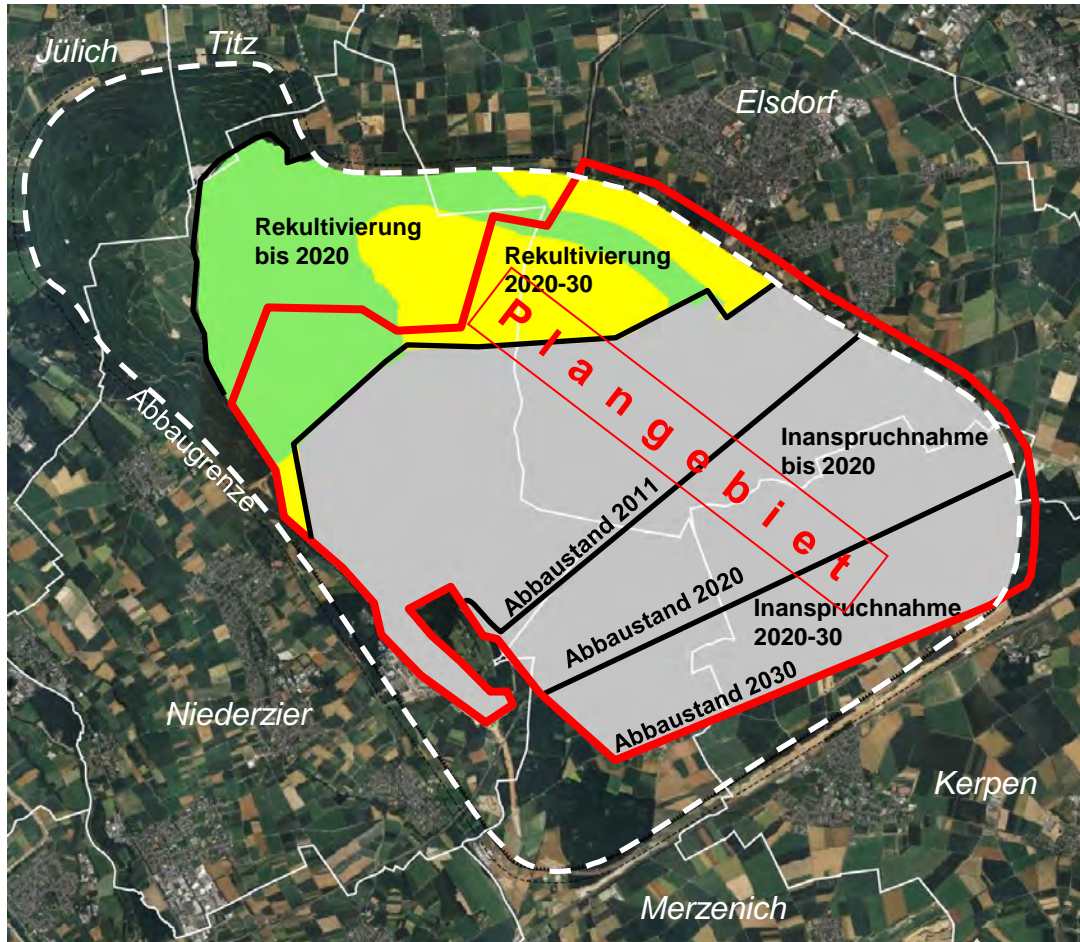 Jülich
Titz
Elsdorf
Rekultivierung
bis 2020
Rekultivierung
2020-30
Plangebiet
Abbaugrenze
Inanspruchnahme
bis 2020
Abbaustand 2011
Abbaustand 2020
Inanspruchnahme
2020-30
Abbaustand 2030
Niederzier
Kerpen
Merzenich